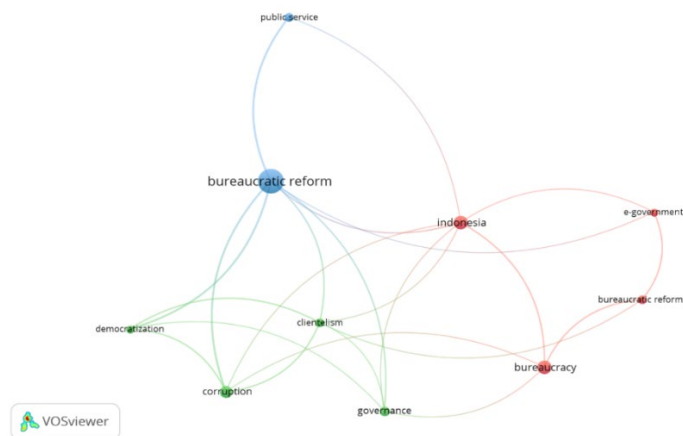 public service
bureaucratic reform
indonesia
e-government
bureaucratic reform
clientelism
democratization
bureaucracy
corruption
governance
VOSviewer